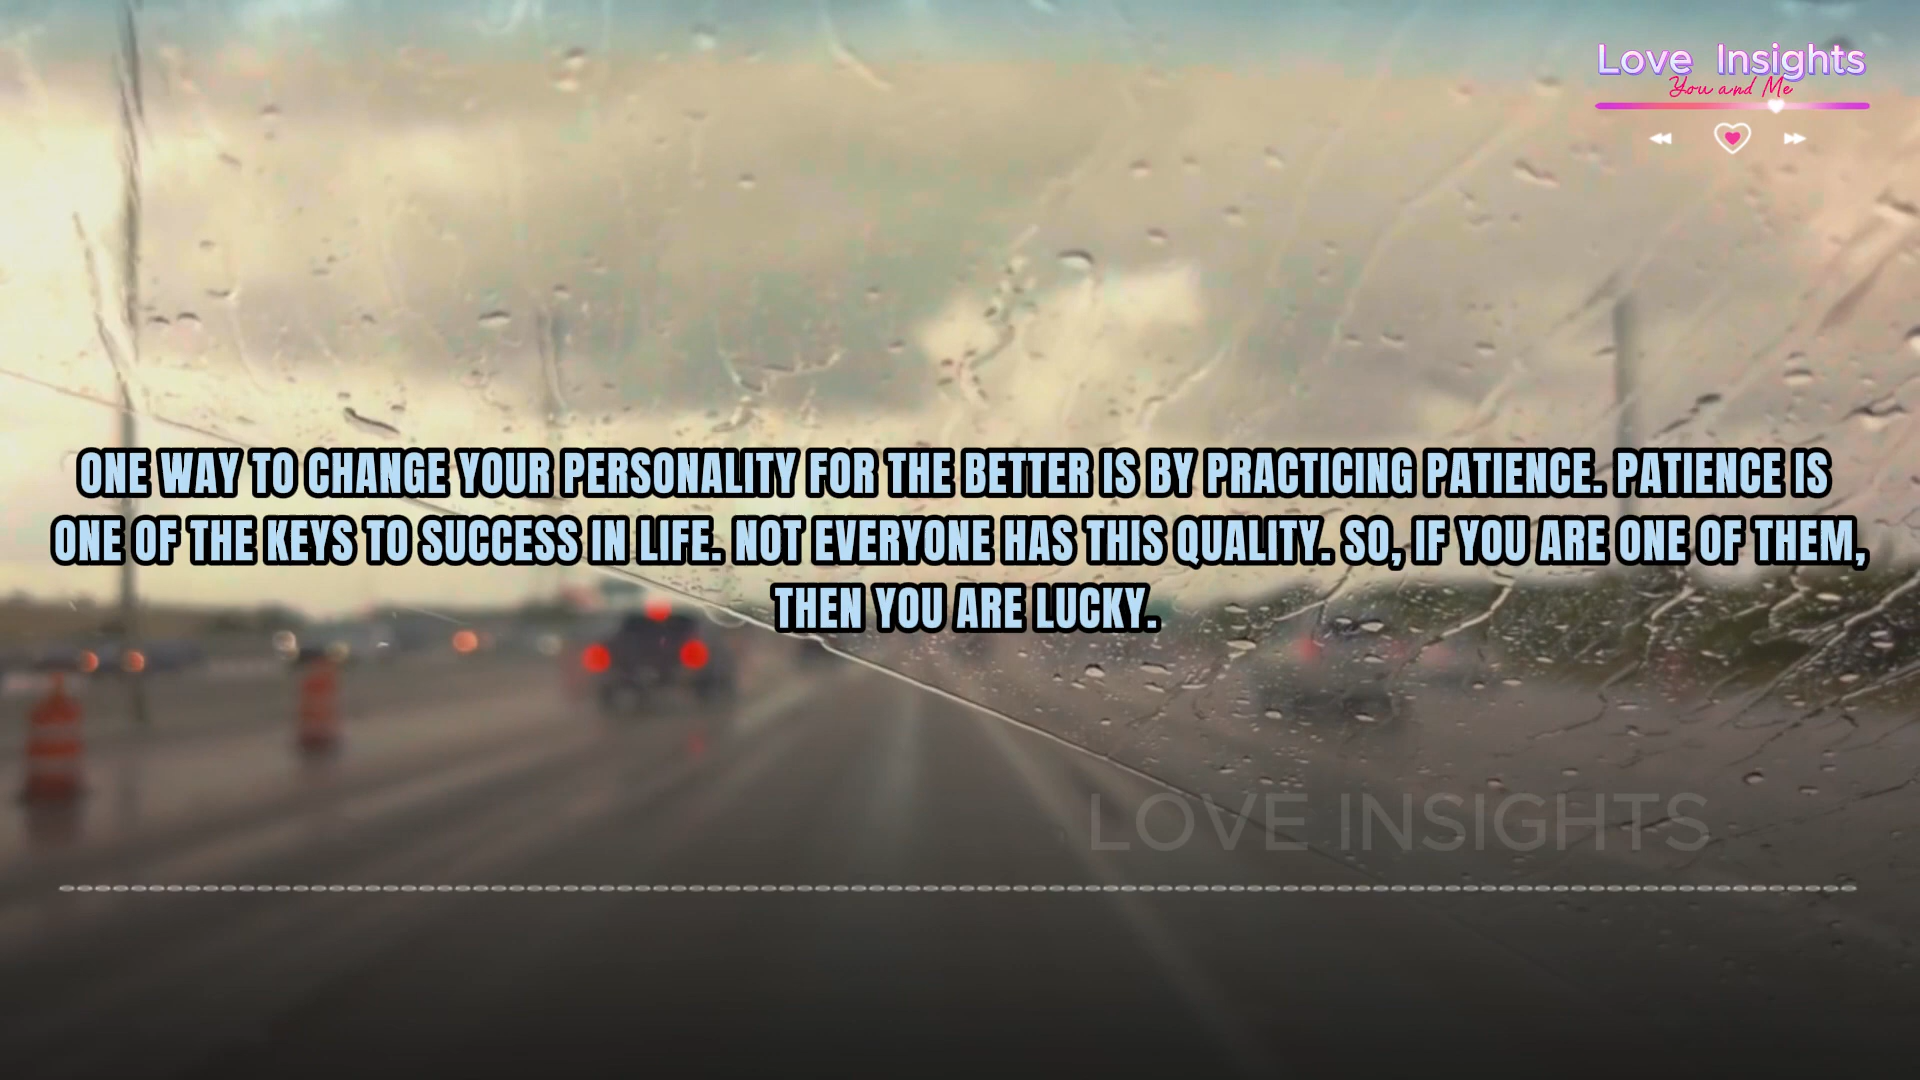 Love Insights
You and Me
ONE WAY TO CHANGE YOUR PERSONALITY FOR THE BETTER IS BY PRACTICING PATIENCE. PATIENCE IS
ONE OF THE KEYS TO SUCCESS IN LIFE. NOT EVERYONE HAS THIS QUALITY. SO, IF YOU ARE ONE OF THEM,
THEN YOU ARE LUCKY.
LOVE INSIGHTS